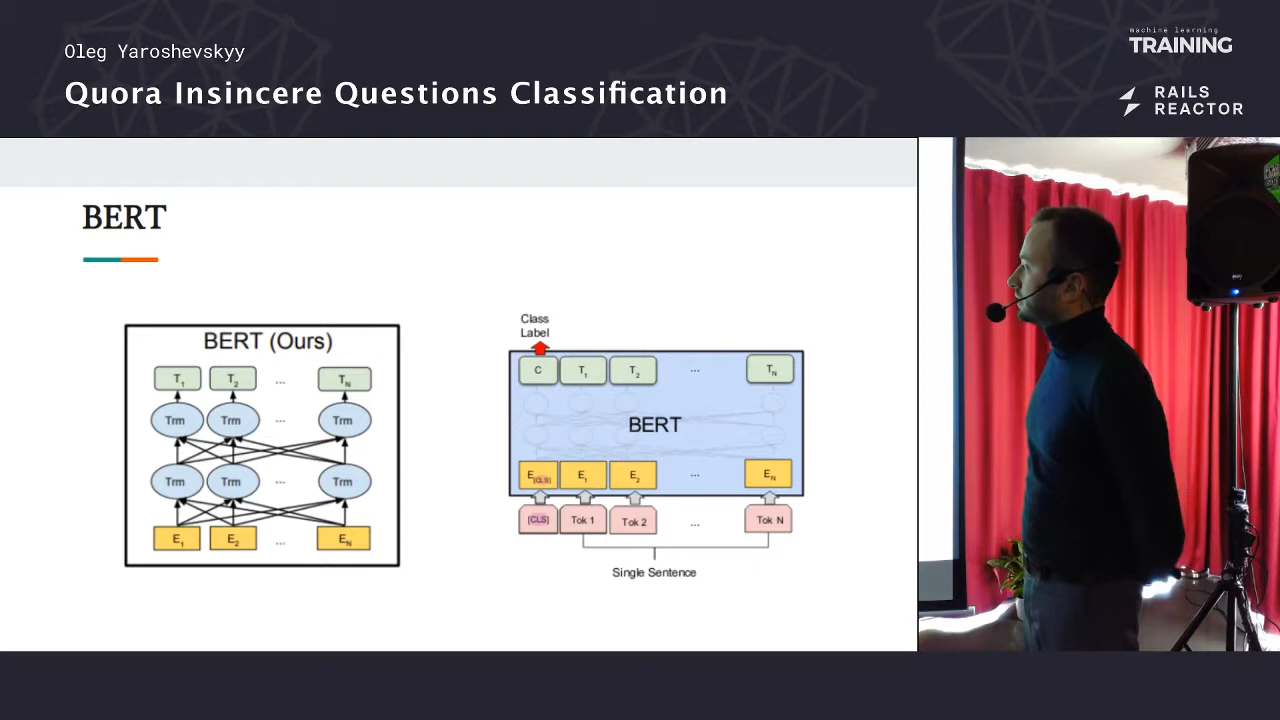 Oleg Yaroshevskyy
Quora Insincere Questions Classification
machine learning
TRAINING
RAILS
REACTOR
BERT
BERT (Ours)
T1 T2 ... TN
Trm Trm ... Trm
Trm Trm ... Trm
E1 E2 ... EN
Class
Label
C T1 T2 ... TN
BERT
E[CLS] E1 E2 ... EN
[CLS] Tok 1 Tok 2 ... Tok N
Single Sentence